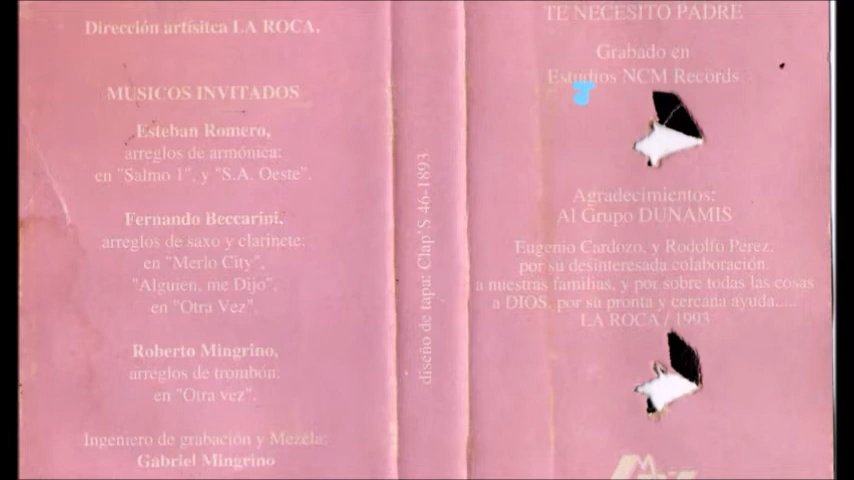 Dirección artísitca LA ROCA.
MUSICOS INVITADOS
Esteban Romero,
arreglos de armónica:
en "Salmo 1", y "S.A. Oeste".
Fernando Beccarini,
arreglos de saxo y clarinete:
en "Merlo City",
"Alguien, me Dijo",
en "Otra Vez"
Roberto Mingrino,
arreglos de trombón:
en "Otra vez".
Ingeniero de grabación y Mezcla:
Gabriel Mingrino
diseño de tapa: Clap'S 46-1893
TE NECESITO PADRE
Grabado en
Estudios NCM Records
Agradecimientos:
Al Grupo DUNAMIS
Eugenio Cardozo, y Rodolfo Pérez,
por su desinteresada colaboración,
a nuestras familias, y por sobre todas las cosas
a DIOS, por su pronta y cercana ayuda.....
LA ROCA / 1993